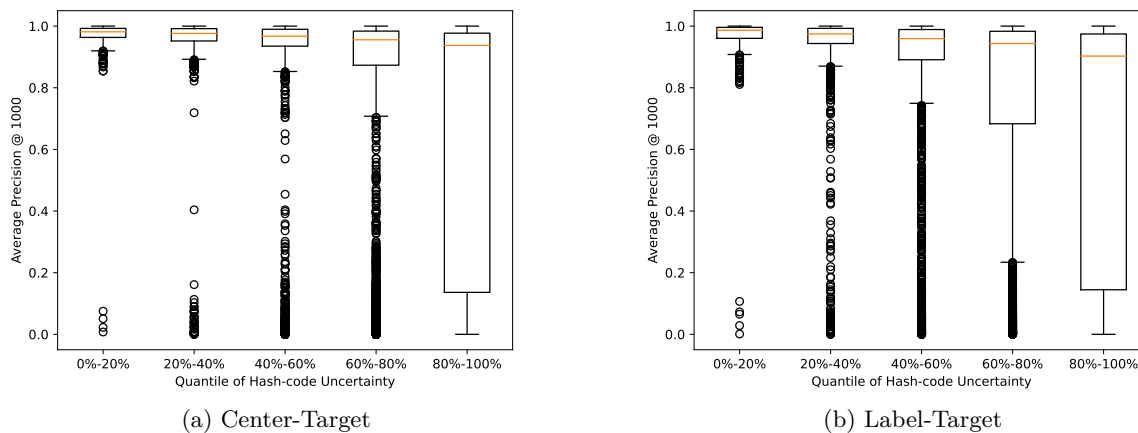 1.0
0.8
0.6
0.4
0.2
0.0
Average Precision @ 1000
0%-20% 20%-40% 40%-60% 60%-80% 80%-100%
Quantile of Hash-code Uncertainty
(a) Center-Target
1.0
0.8
0.6
0.4
0.2
0.0
Average Precision @ 1000
0%-20% 20%-40% 40%-60% 60%-80% 80%-100%
Quantile of Hash-code Uncertainty
(b) Label-Target